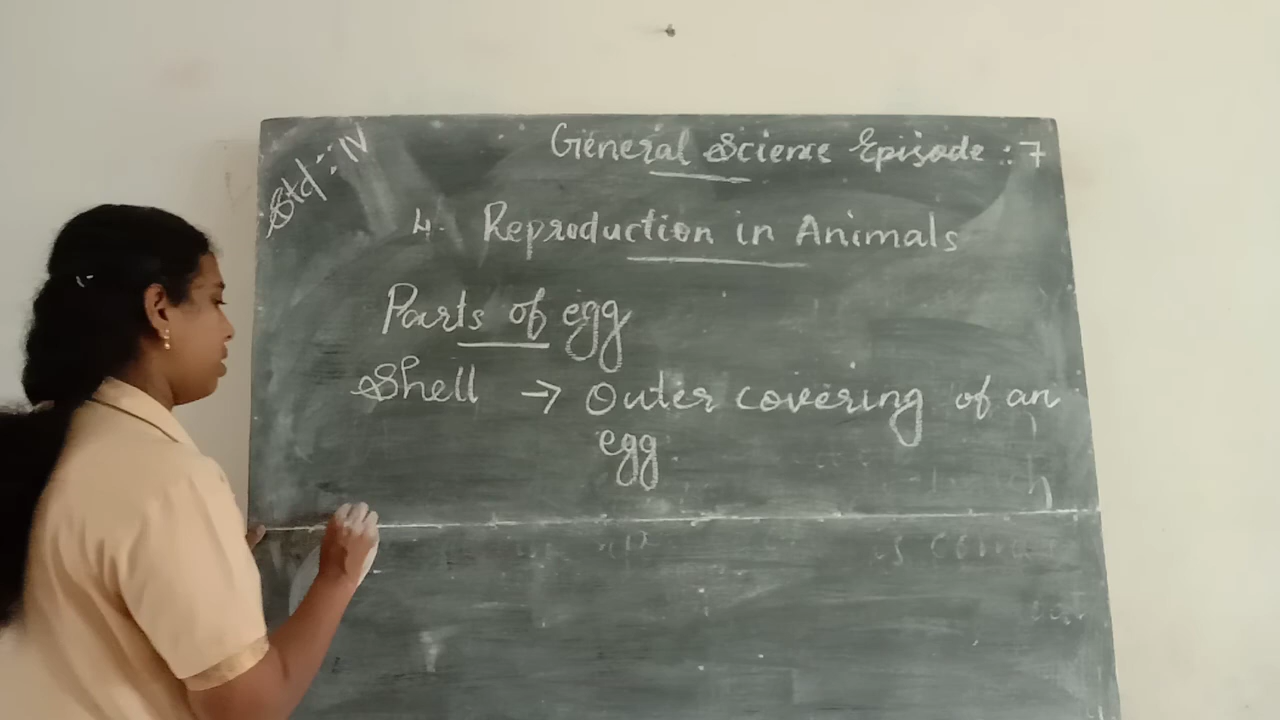 Std: IV
General Science Episode : 7
4. Reproduction in Animals
Parts of egg
Shell → Outer covering of an
egg